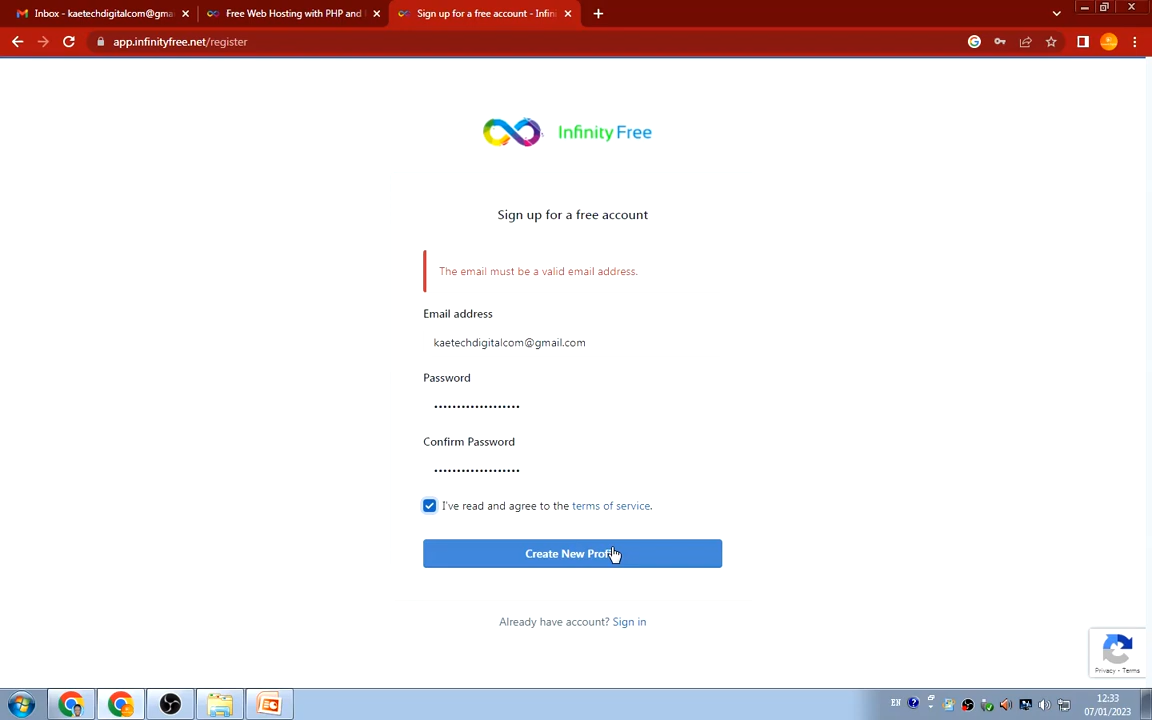 Inbox - kaetechdigitalcom@gma
Free Web Hosting with PHP and
Sign up for a free account - Infin
app.infinityfree.net/register
Infinity Free
Sign up for a free account
The email must be a valid email address.
Email address
kaetechdigitalcom@gmail.com
Password
•••••••••••••••••••
Confirm Password
•••••••••••••••••••
I've read and agree to the terms of service.
Create New Prof
Already have account? Sign in
Privacy - Terms
EN
12:33
07/01/2023